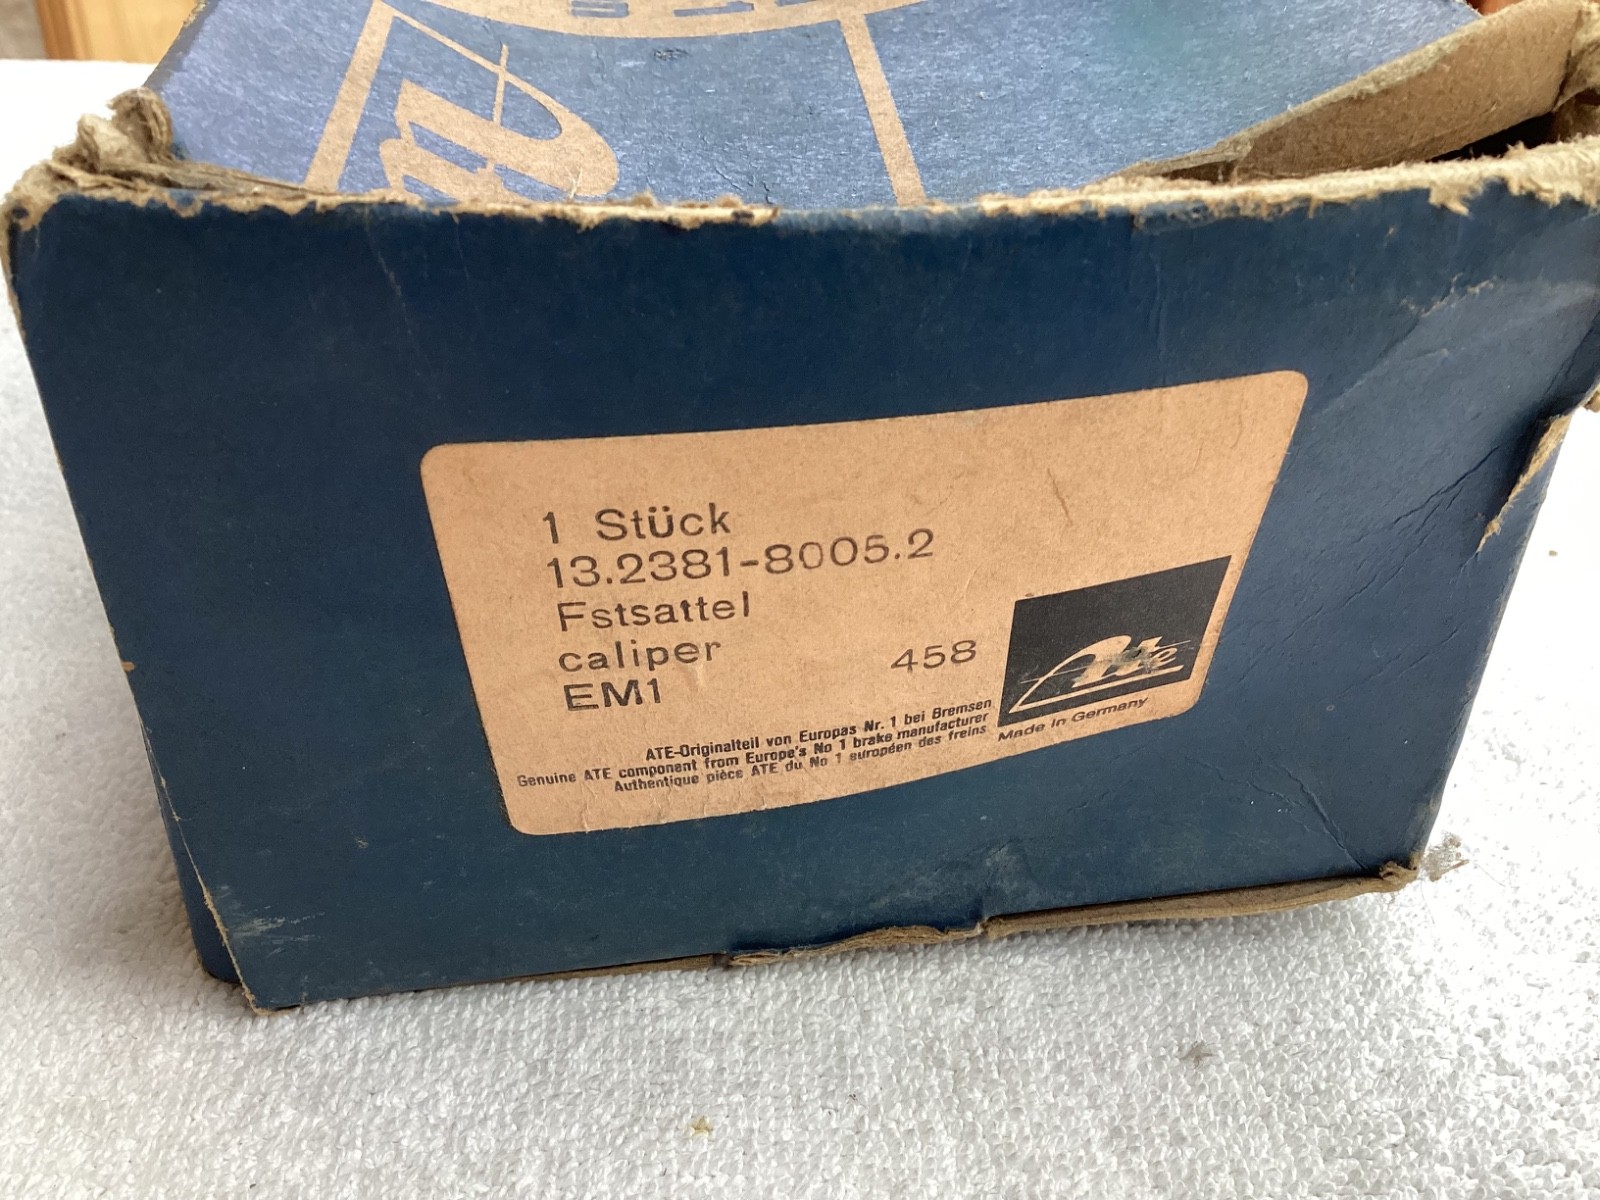 1 Stück
13.2381-8005.2
Fstsattel
caliper 458
EM1
Ate
Made in Germany
ATE-Originalteil von Europas Nr. 1 bei Bremsen
Genuine ATE component from Europe's No 1 brake manufacturer
Authentique pièce ATE du No 1 européen des freins